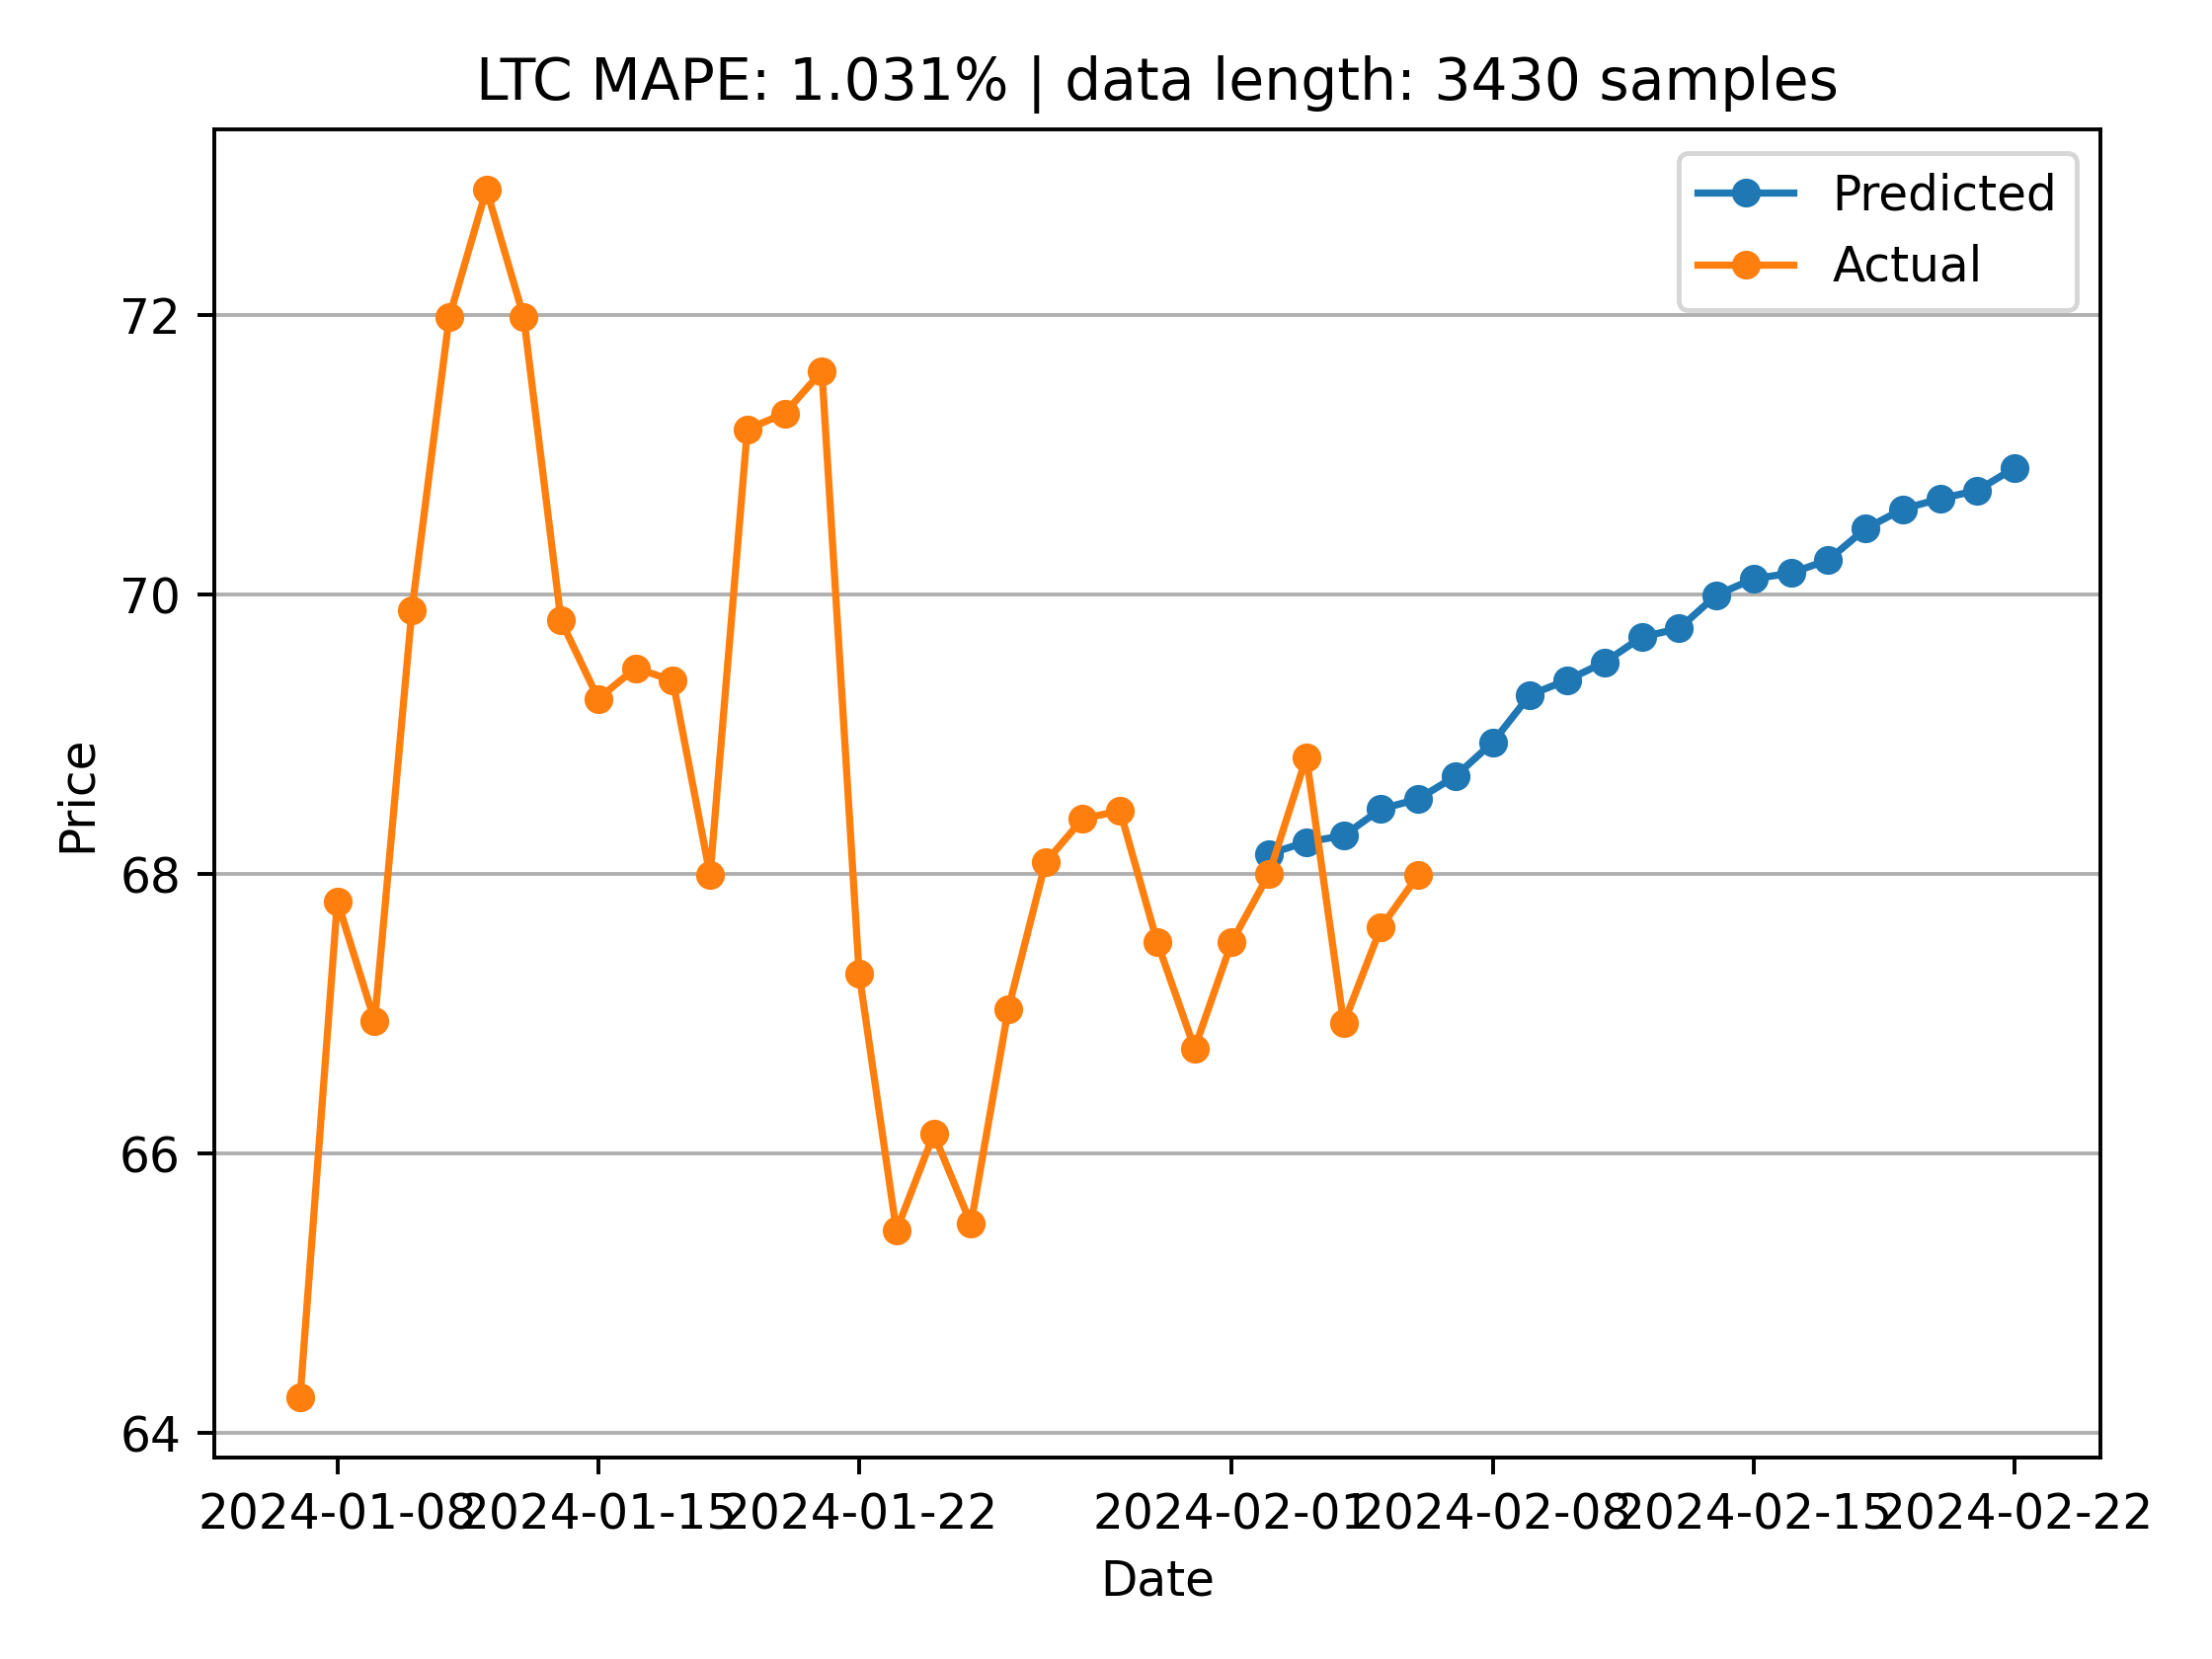 LTC MAPE: 1.031% | data length: 3430 samples
Predicted
Actual
72
70
68
66
64
Price
2024-01-08 2024-01-15 2024-01-22 2024-02-01 2024-02-08 2024-02-15 2024-02-22
Date